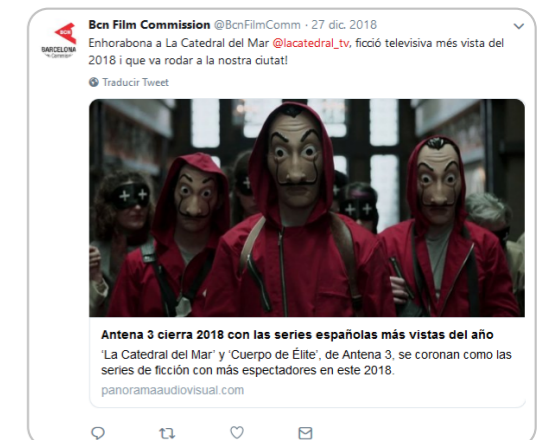 Bcn Film Commission @BcnFilmComm · 27 dic. 2018
BCN
BARCELONA
Enhorabona a La Catedral del Mar @lacatedral_tv, ficció televisiva més vista del
2018 i que va rodar a la nostra ciutat!
Traducir Tweet
Antena 3 cierra 2018 con las series españolas más vistas del año
'La Catedral del Mar' y 'Cuerpo de Élite', de Antena 3, se coronan como las
series de ficción con más espectadores en este 2018.
panoramaaudiovisual.com